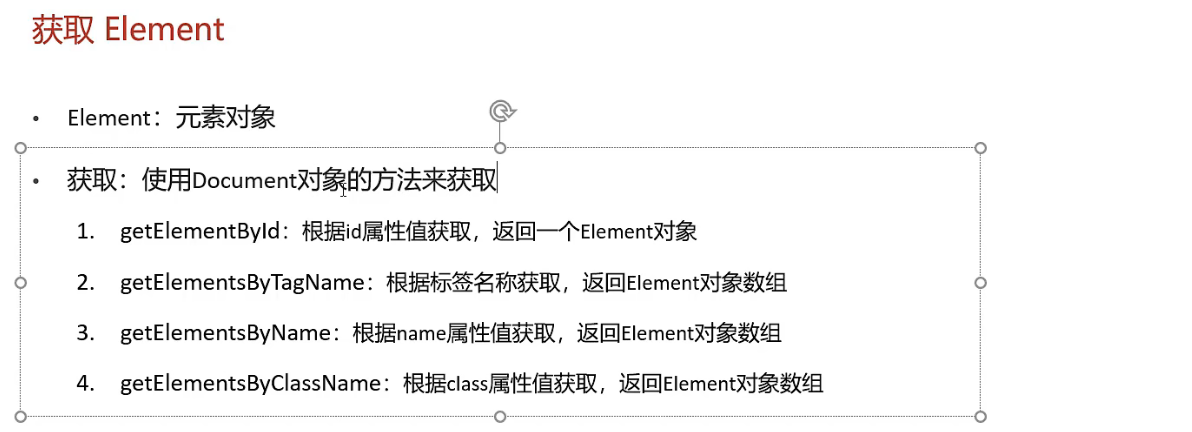 获取 Element
• Element：元素对象
• 获取：使用Document对象的方法来获取
1. getElementById：根据id属性值获取，返回一个Element对象
2. getElementsByTagName：根据标签名称获取，返回Element对象数组
3. getElementsByName：根据name属性值获取，返回Element对象数组
4. getElementsByClassName：根据class属性值获取，返回Element对象数组